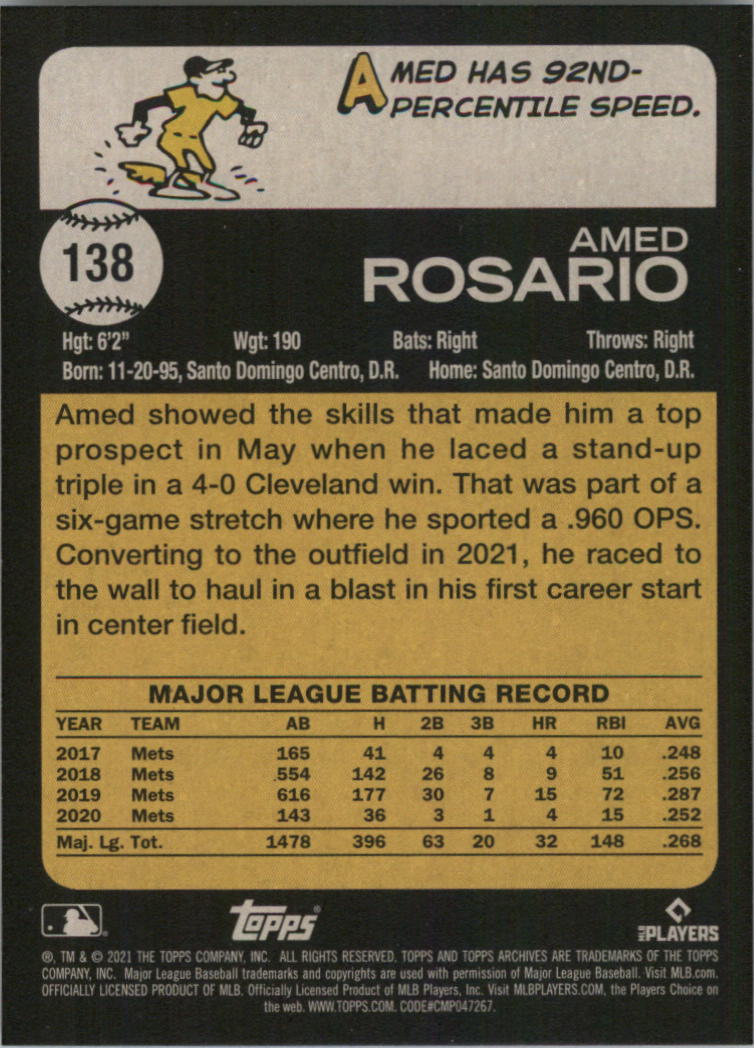 AMED HAS 92ND-
PERCENTILE SPEED.
138
AMED
ROSARIO
Hgt: 6'2" Wgt: 190 Bats: Right Throws: Right
Born: 11-20-95, Santo Domingo Centro, D.R. Home: Santo Domingo Centro, D.R.
Amed showed the skills that made him a top
prospect in May when he laced a stand-up
triple in a 4-0 Cleveland win. That was part of a
six-game stretch where he sported a .960 OPS.
Converting to the outfield in 2021, he raced to
the wall to haul in a blast in his first career start
in center field.
MAJOR LEAGUE BATTING RECORD
YEAR TEAM AB H 2B 3B HR RBI AVG
2017 Mets 165 41 4 4 4 10 .248
2018 Mets 554 142 26 8 9 51 .256
2019 Mets 616 177 30 7 15 72 .287
2020 Mets 143 36 3 1 4 15 .252
Maj. Lg. Tot. 1478 396 63 20 32 148 .268
topps®
MLB PLAYERS
®, TM & © 2021 THE TOPPS COMPANY, INC. ALL RIGHTS RESERVED. TOPPS AND TOPPS ARCHIVES ARE TRADEMARKS OF THE TOPPS
COMPANY, INC. Major League Baseball trademarks and copyrights are used with permission of Major League Baseball. Visit MLB.com.
OFFICIALLY LICENSED PRODUCT OF MLB. Officially Licensed Product of MLB Players, Inc. Visit MLBPLAYERS.COM, the Players Choice on
the web. WWW.TOPPS.COM. CODE#CMP047267.